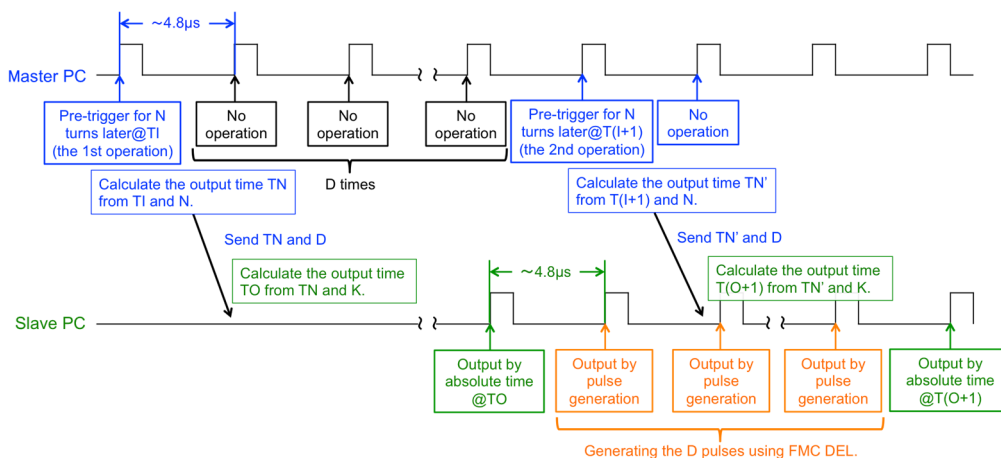 ~4.8μs
Master PC
Pre-trigger for N
turns later@TI
(the 1st operation)
No
operation
No
operation
No
operation
Pre-trigger for N
turns later@T(I+1)
(the 2nd operation)
No
operation
D times
Calculate the output time TN
from TI and N.
Calculate the output time TN’
from T(I+1) and N.
Send TN and D
Send TN’ and D
Calculate the output time
TO from TN and K.
~4.8μs
Calculate the output time
T(O+1) from TN’ and K.
Slave PC
Output by
absolute time
@TO
Output by
pulse
generation
Output by
pulse
generation
Output by
pulse
generation
Output by
absolute time
@T(O+1)
Generating the D pulses using FMC DEL.